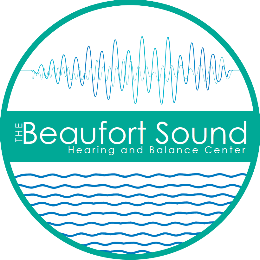 THE
Beaufort Sound
Hearing and Balance Center